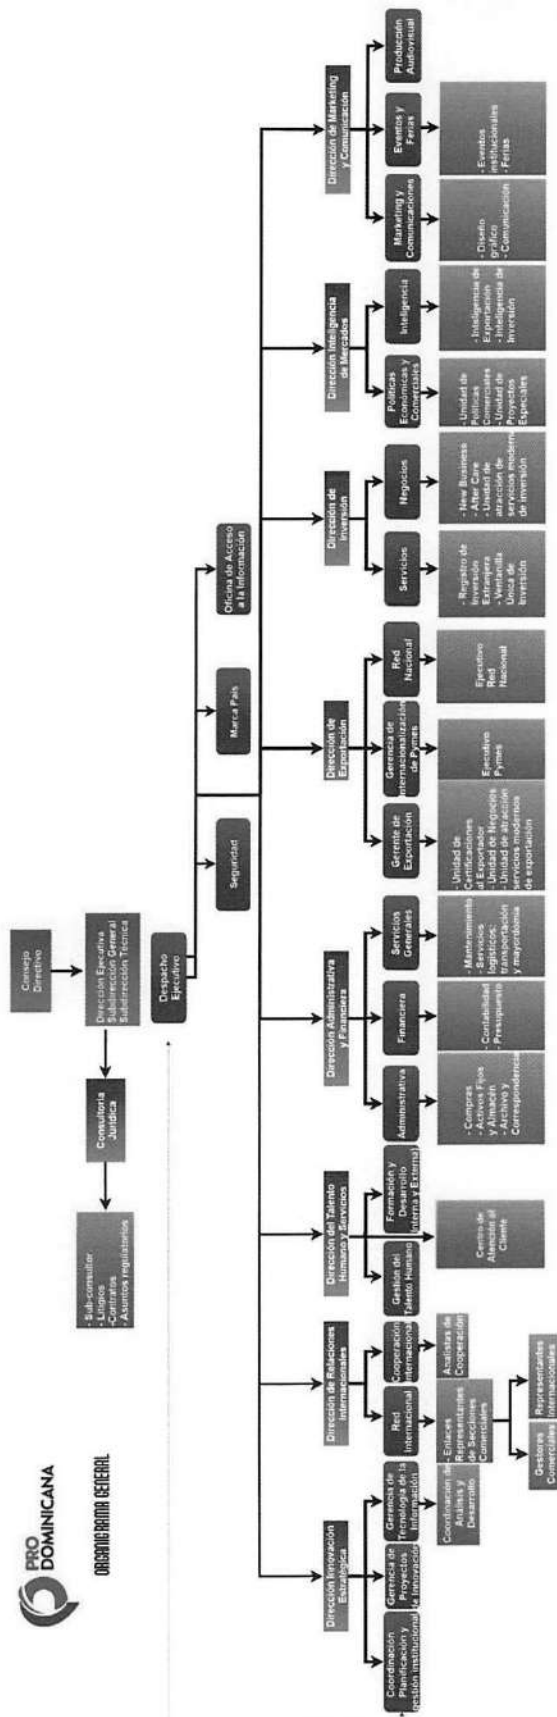 PRO
DOMINICANA
ORGANIGRAMA GENERAL
Consejo
Directivo
Dirección Ejecutiva
Subdirección General
Subdirección Técnica
Consultoría
Jurídica
- Sub-consultor
- Litigios
-Contratos
- Asuntos regulatorios
Despacho
Ejecutivo
Seguridad
Marca País
Oficina de Acceso
a la Información
Dirección Innovación
Estratégica
Coordinación
Planificación y
gestión institucional
Gerencia de
Proyectos
de Innovación
Gerencia de
Tecnología de la
Información
Coordinación de
Análisis y
Desarrollo
Dirección de Relaciones
Internacionales
Red
Internacional
- Enlaces
Representantes
de Secciones
Comerciales
Gestores
Comerciales
Representantes
Internacionales
Cooperación
Internacional
Analistas de
Cooperación
Dirección del Talento
Humano y Servicios
Gestión del
Talento Humano
Formación y
Desarrollo
(Interna y Externa)
Centro de
Atención al
Cliente
Dirección Administrativa
y Financiera
Administrativa
- Compras
- Activos Fijos
y Almacén
- Archivo y
Correspondencia
Financiera
- Contabilidad
- Presupuesto
Servicios
Generales
- Mantenimiento
- Servicios
logísticos:
transportación
y mayordomía
Dirección de
Exportación
Gerente de
Exportación
- Unidad de
Certificaciones
al Exportador
- Unidad de Negocios
- Unidad de atracción
servicios modernos
de exportación
Gerencia de
Internacionalización
de Pymes
Ejecutivo
Pymes
Red
Nacional
Ejecutivo
Red
Nacional
Dirección de
Inversión
Servicios
- Registro de
Inversión
Extranjera
- Ventanilla
Única de
Inversión
Negocios
- New Business
- After Care
- Unidad de
atracción de
servicios modern
de inversión
Dirección Inteligencia
de Mercados
Políticas
Económicas y
Comerciales
- Unidad de
Políticas
Comerciales
- Unidad de
Proyectos
Especiales
Inteligencia
- Inteligencia de
Exportación
- Inteligencia de
Inversión
Dirección de Marketing
y Comunicación
Marketing y
Comunicaciones
- Diseño
gráfico
- Comunicación
Eventos y
Ferias
- Eventos
institucionales
- Ferias
Producción
Audiovisual